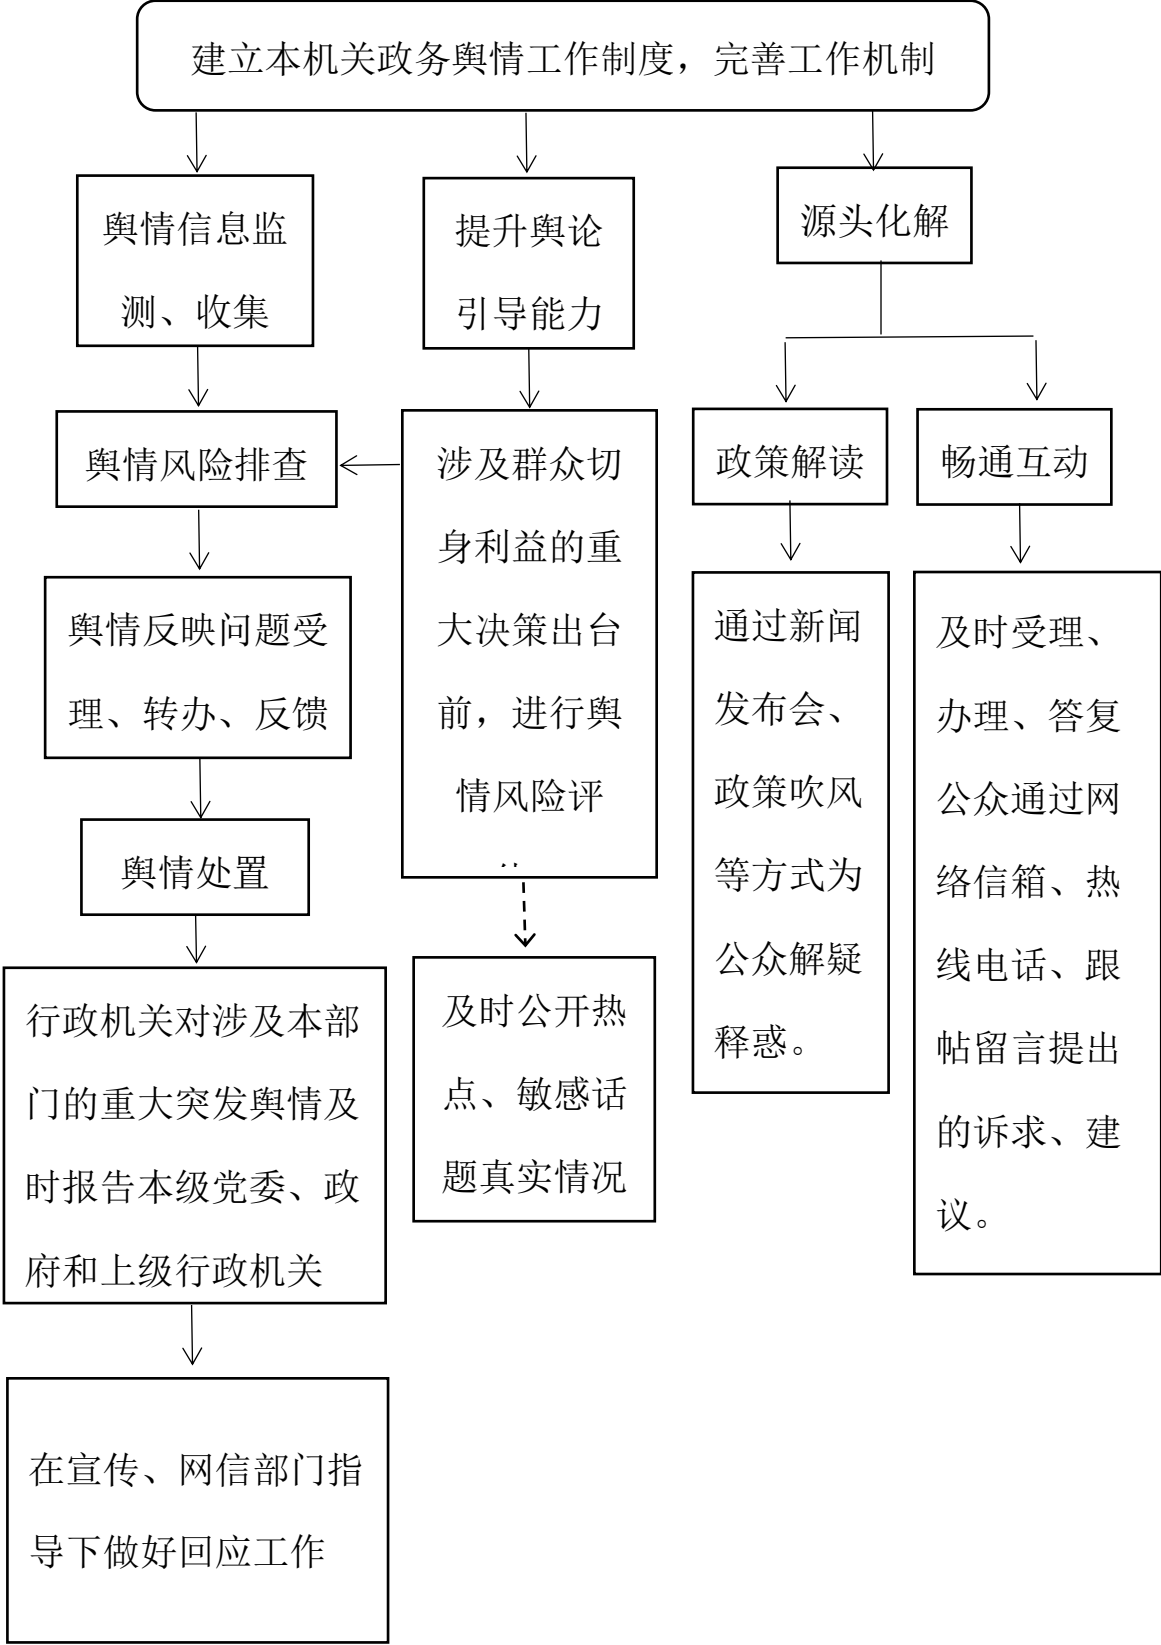 建立本机关政务舆情工作制度，完善工作机制
舆情信息监
测、收集
提升舆论
引导能力
源头化解
舆情风险排查
涉及群众切
身利益的重
大决策出台
前，进行舆
情风险评
政策解读
畅通互动
舆情反映问题受
理、转办、反馈
通过新闻
发布会、
政策吹风
等方式为
公众解疑
释惑。
及时受理、
办理、答复
公众通过网
络信箱、热
线电话、跟
帖留言提出
的诉求、建
议。
舆情处置
行政机关对涉及本部
门的重大突发舆情及
时报告本级党委、政
府和上级行政机关
及时公开热
点、敏感话
题真实情况
在宣传、网信部门指
导下做好回应工作